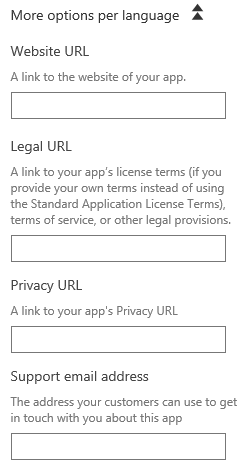 More options per language
Website URL
A link to the website of your app.
Legal URL
A link to your app's license terms (if you
provide your own terms instead of using
the Standard Application License Terms),
terms of service, or other legal provisions.
Privacy URL
A link to your app's Privacy URL
Support email address
The address your customers can use to get
in touch with you about this app